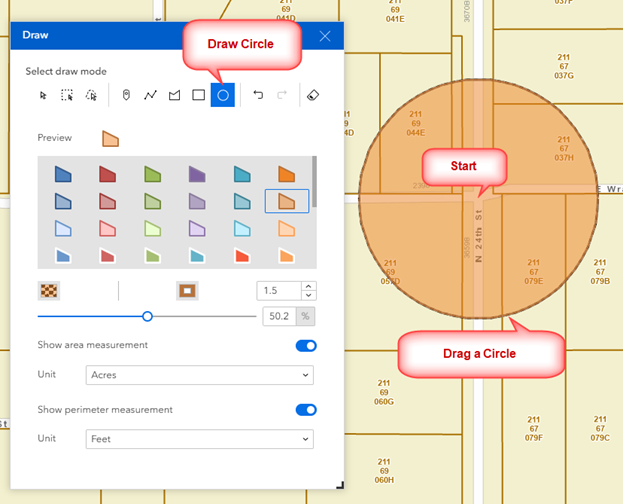 Draw
Draw Circle
Select draw mode
Preview
1.5
50.2
%
Show area measurement
Unit
Acres
Show perimeter measurement
Unit
Feet
Start
Drag a Circle
N 24th St
E Wr
69
041D
69
041E
3670B
037F
211
67
037G
211
69
044E
4D
211
67
037H
211
69
057D
211
67
079E
211
67
079B
211
69
060G
211
67
079F
211
67
079C
211
69
060H
St